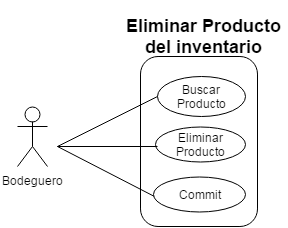 Eliminar Producto
del inventario
Buscar
Producto
Eliminar
Producto
Bodeguero
Commit